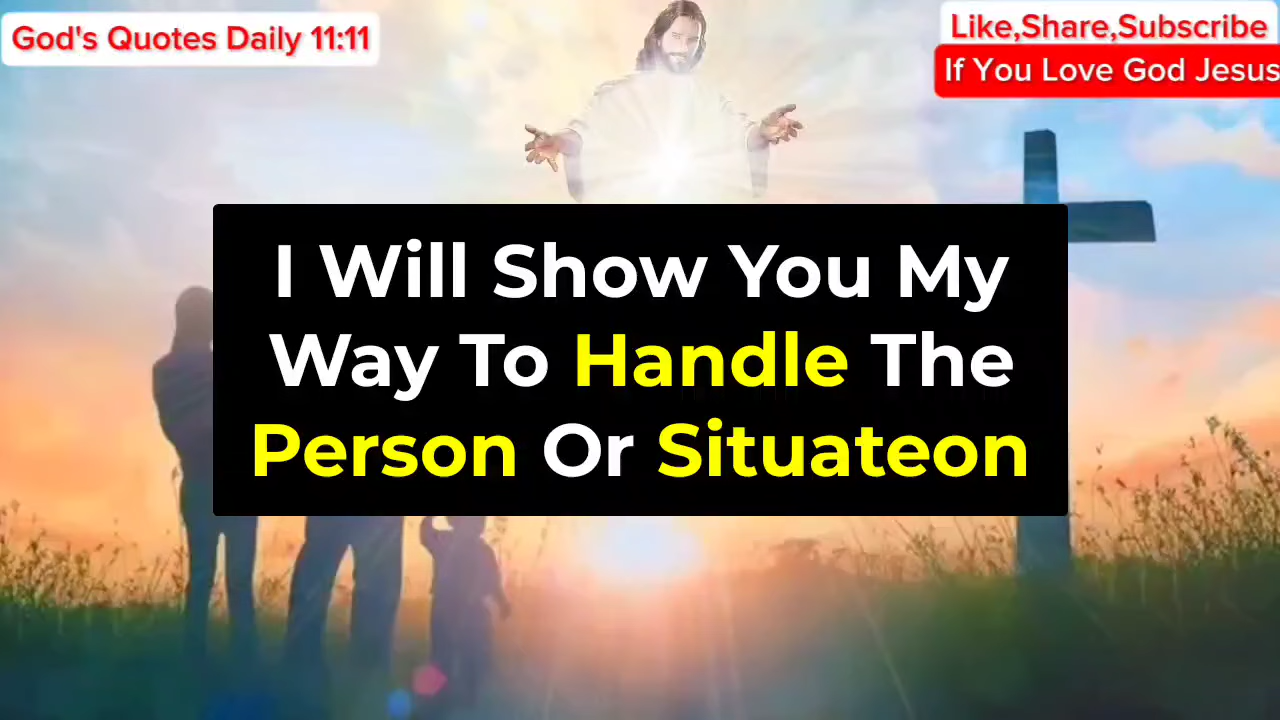 God's Quotes Daily 11:11
Like,Share,Subscribe
If You Love God Jesus
I Will Show You My
Way To Handle The
Person Or Situateon